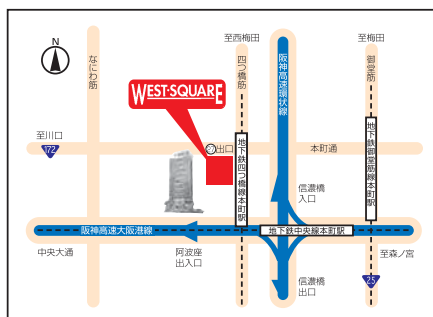 至西梅田
至梅田
N
なにわ筋
四つ橋筋
阪神高速環状線
御堂筋
WEST·SQUARE
至川口
172
出口
本町通
地下鉄四つ橋線本町駅
地下鉄御堂筋線本町駅
信濃橋
入口
阪神高速大阪港線
地下鉄中央線本町駅
中央大通
阿波座
出入口
至森ノ宮
信濃橋
出口
25